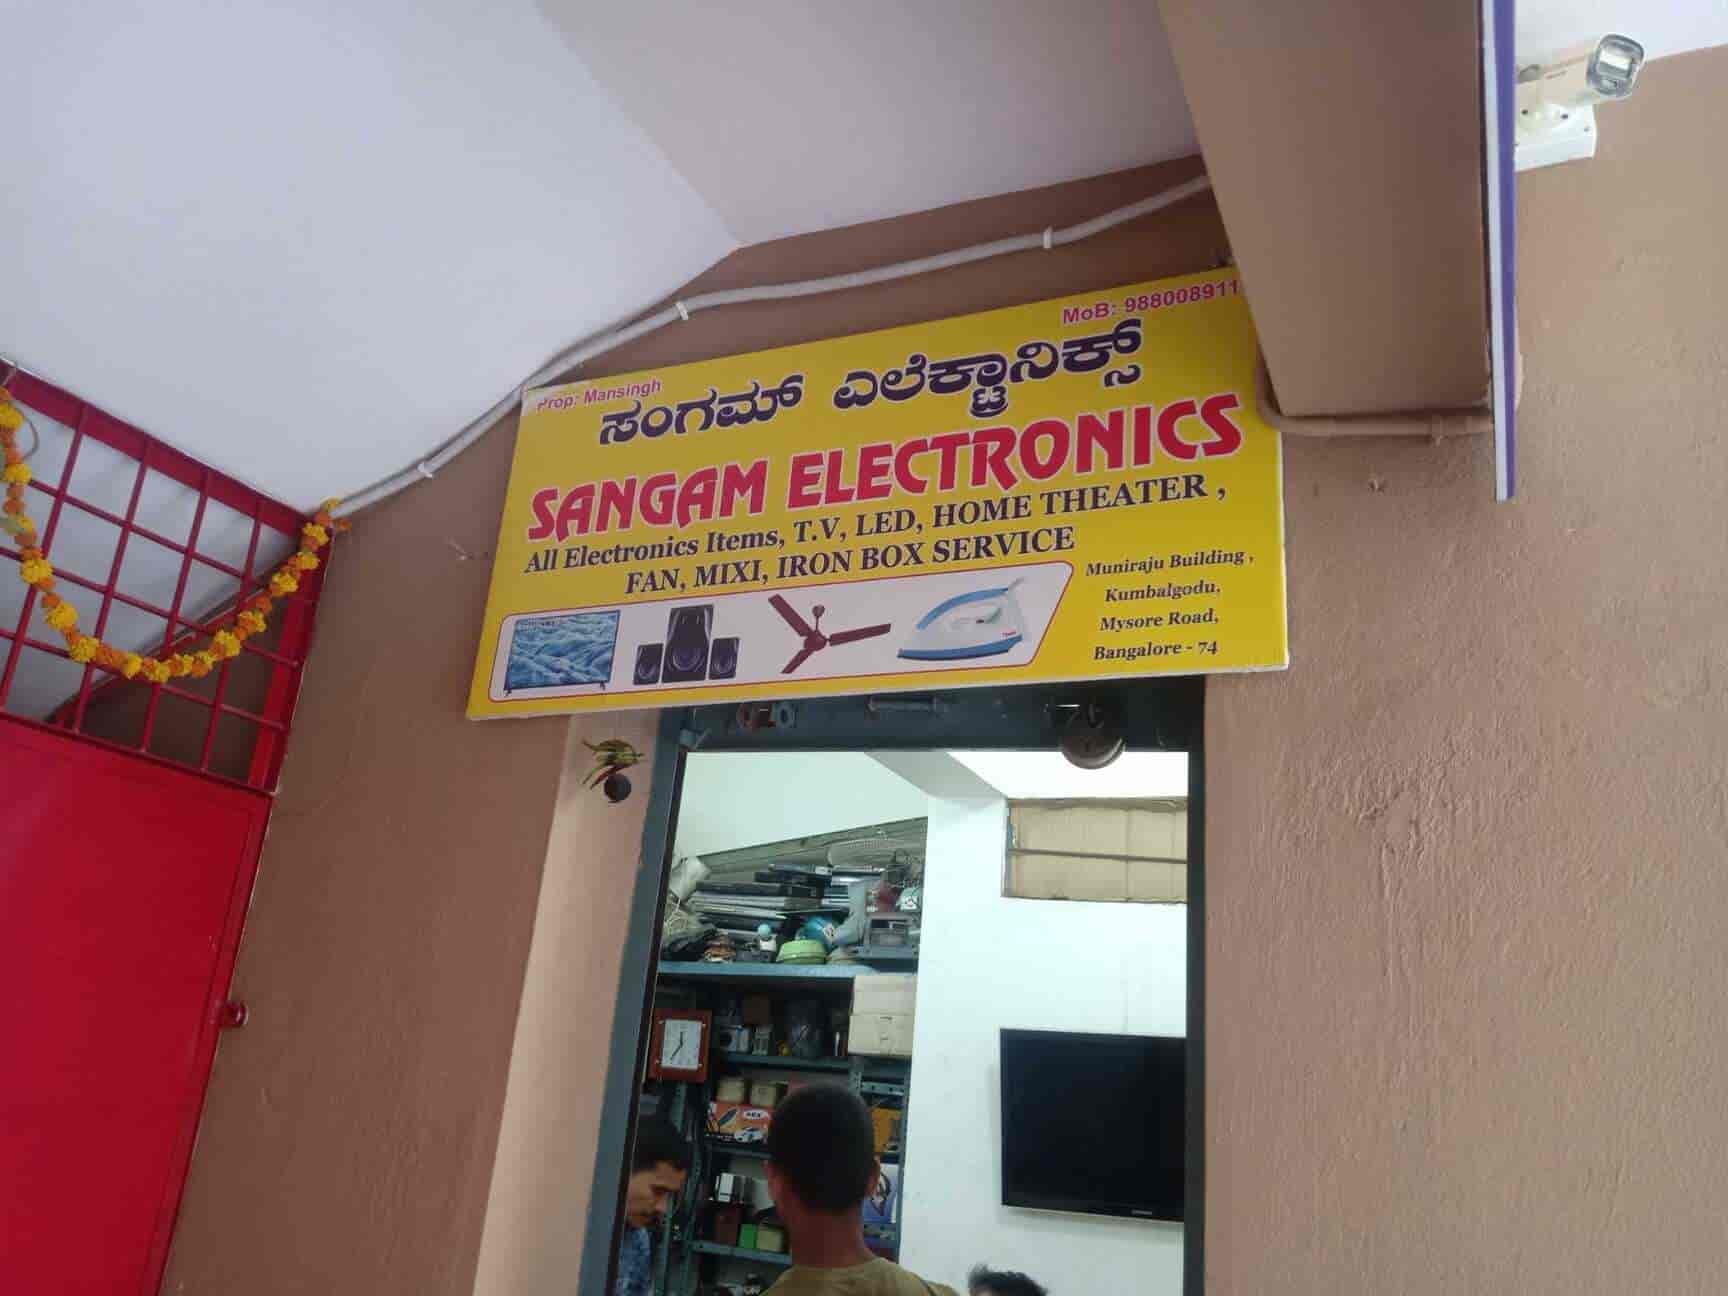 Prop: Mansingh
MoB: 988008911
ಸಂಗಮ್ ಎಲೆಕ್ಟ್ರಾನಿಕ್ಸ್
SANGAM ELECTRONICS
All Electronics Items, T.V, LED, HOME THEATER ,
FAN, MIXI, IRON BOX SERVICE
Muniraju Building ,
Kumbalgodu,
Mysore Road,
Bangalore - 74